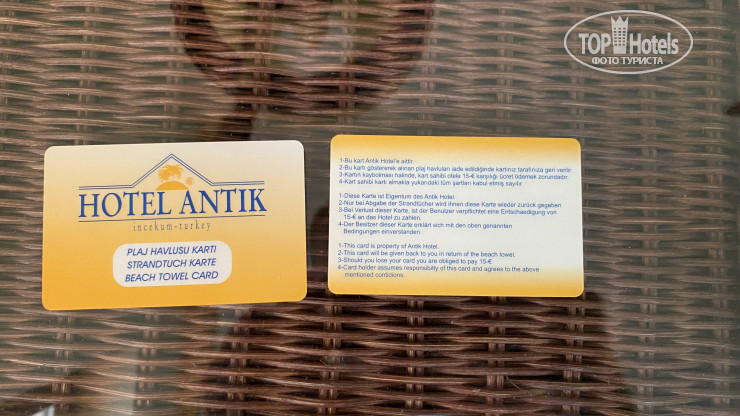 TOP Hotels
ФОТО ТУРИСТА
HOTEL ANTIK
incekum-turkey
PLAJ HAVLUSU KARTI
STRANDTUCH KARTE
BEACH TOWEL CARD
1-Bu kart Antik Hotel'e aittir.
2-Bu kartı göstererek alınan plaj havluları iade edildiğinde kartınız tarafınıza geri verilir.
3-Kartın kaybolması halinde, kart sahibi otele 15-€ karşılığı ücret ödemek zorundadır.
4-Kart sahibi kartı almakla yukarıdaki tüm şartları kabul etmiş sayılır.
1-Diese Karte ist Eigentum des Antik Hotel.
2-Nur bei Abgabe der Strandtücher wird ihnen diese Karte wieder zurück gegeben
3-Bei Verlust dieser Karte, ist der Benutzer verpflichtet eine Entschaedigung von
15-€ an das Hotel zu zahlen.
4-Der Besitzer dieser Karte erklärt sich mit den oben genannten
Bedingungen einverstanden.
1-This card is property of Antik Hotel.
2-This card will be given back to you in return of the beach towel.
3-Should you lose your card you are obliged to pay 15-€
4-Card holder assumes responsibility of this card and agrees to the above
mentioned contidions.